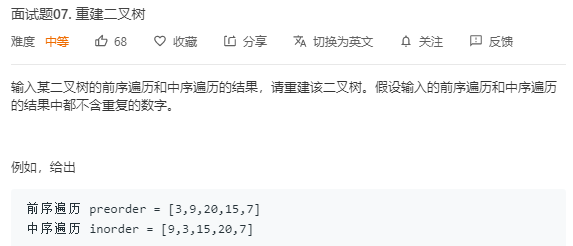 面试题07. 重建二叉树
难度 中等 68 收藏 分享 切换为英文 关注 反馈
输入某二叉树的前序遍历和中序遍历的结果，请重建该二叉树。假设输入的前序遍历和中序遍历
的结果中都不含重复的数字。
例如，给出
前序遍历 preorder = [3,9,20,15,7]
中序遍历 inorder = [9,3,15,20,7]